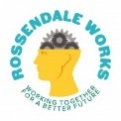 ROSSENDALE WORKS
WORKING TOGETHER
FOR A BETTER FUTURE